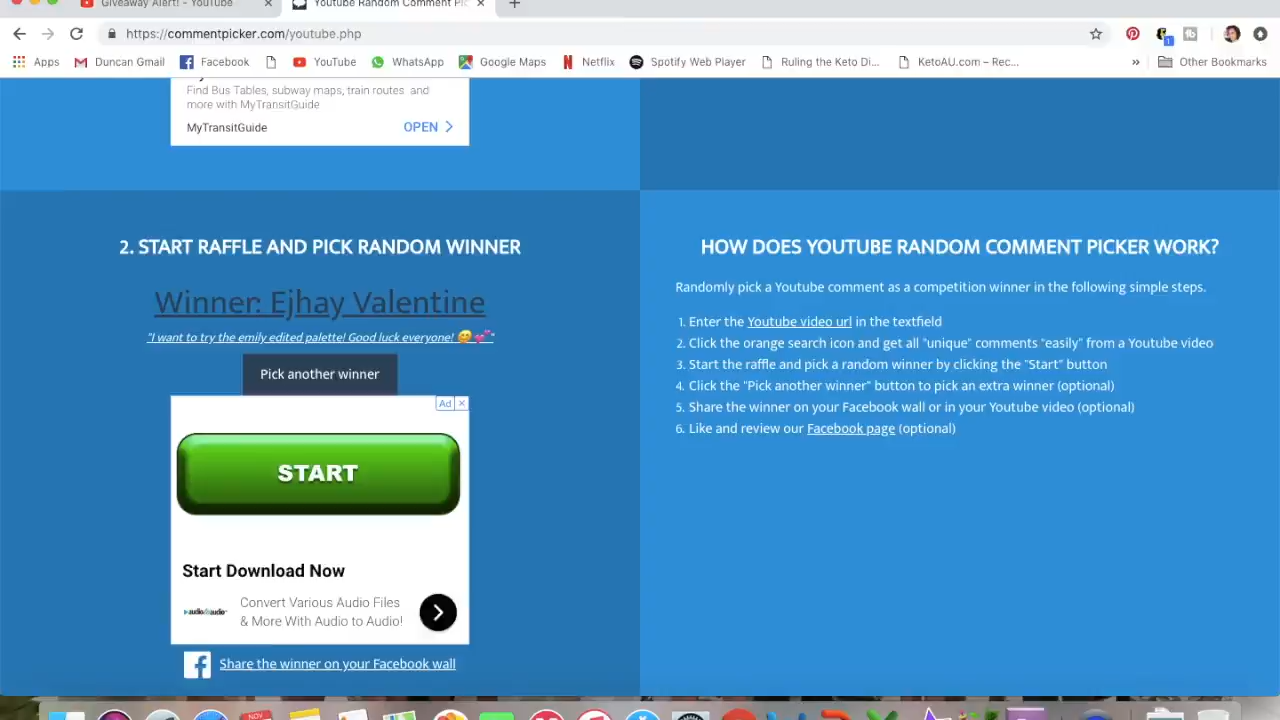 Giveaway Alert! - YouTube
Youtube Random Comment Pic
https://commentpicker.com/youtube.php
Apps
Duncan Gmail
Facebook
YouTube
WhatsApp
Google Maps
Netflix
Spotify Web Player
Ruling the Keto Di...
KetoAU.com – Rec...
»
Other Bookmarks
Find Bus Tables, subway maps, train routes and
more with MyTransitGuide
MyTransitGuide
OPEN
2. START RAFFLE AND PICK RANDOM WINNER
Winner: Ejhay Valentine
"I want to try the emily edited palette! Good luck everyone! 😋💕"
Pick another winner
Ad
START
Start Download Now
audio to audio
Convert Various Audio Files
& More With Audio to Audio!
Share the winner on your Facebook wall
HOW DOES YOUTUBE RANDOM COMMENT PICKER WORK?
Randomly pick a Youtube comment as a competition winner in the following simple steps.
1. Enter the Youtube video url in the textfield
2. Click the orange search icon and get all "unique" comments "easily" from a Youtube video
3. Start the raffle and pick a random winner by clicking the "Start" button
4. Click the "Pick another winner" button to pick an extra winner (optional)
5. Share the winner on your Facebook wall or in your Youtube video (optional)
6. Like and review our Facebook page (optional)
NOV